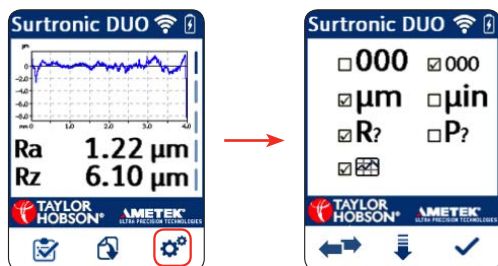 Surtronic DUO
µm
0
-2.0
-4.0
-6.0
-8.0
mm 0 1.0 2.0 3.0 4.0
Ra 1.22 µm
Rz 6.10 µm
TAYLOR HOBSON®
AMETEK®
ULTRA PRECISION TECHNOLOGIES
Surtronic DUO
000 000
µm µin
R? P?
TAYLOR HOBSON®
AMETEK®
ULTRA PRECISION TECHNOLOGIES